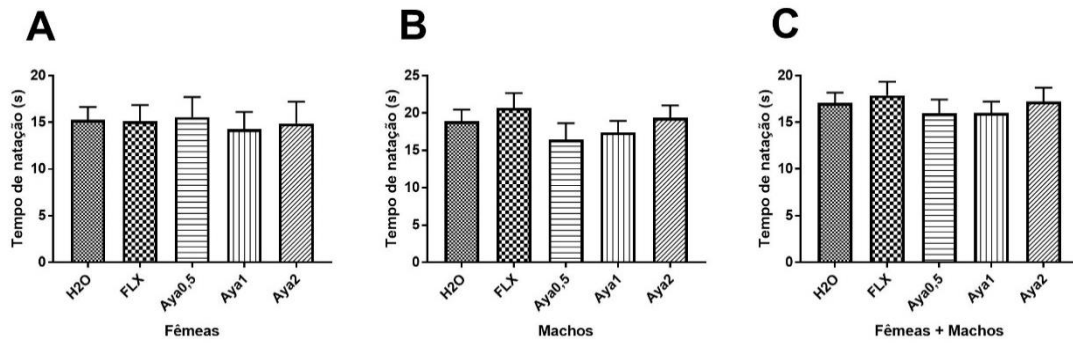 A
Tempo de natação (s)
20
15
10
5
0
H2O
FLX
Aya0,5
Aya1
Aya2
Fêmeas
B
Tempo de natação (s)
25
20
15
10
5
0
H2O
FLX
Aya0,5
Aya1
Aya2
Machos
C
Tempo de natação (s)
20
15
10
5
0
H2O
FLX
Aya0,5
Aya1
Aya2
Fêmeas + Machos